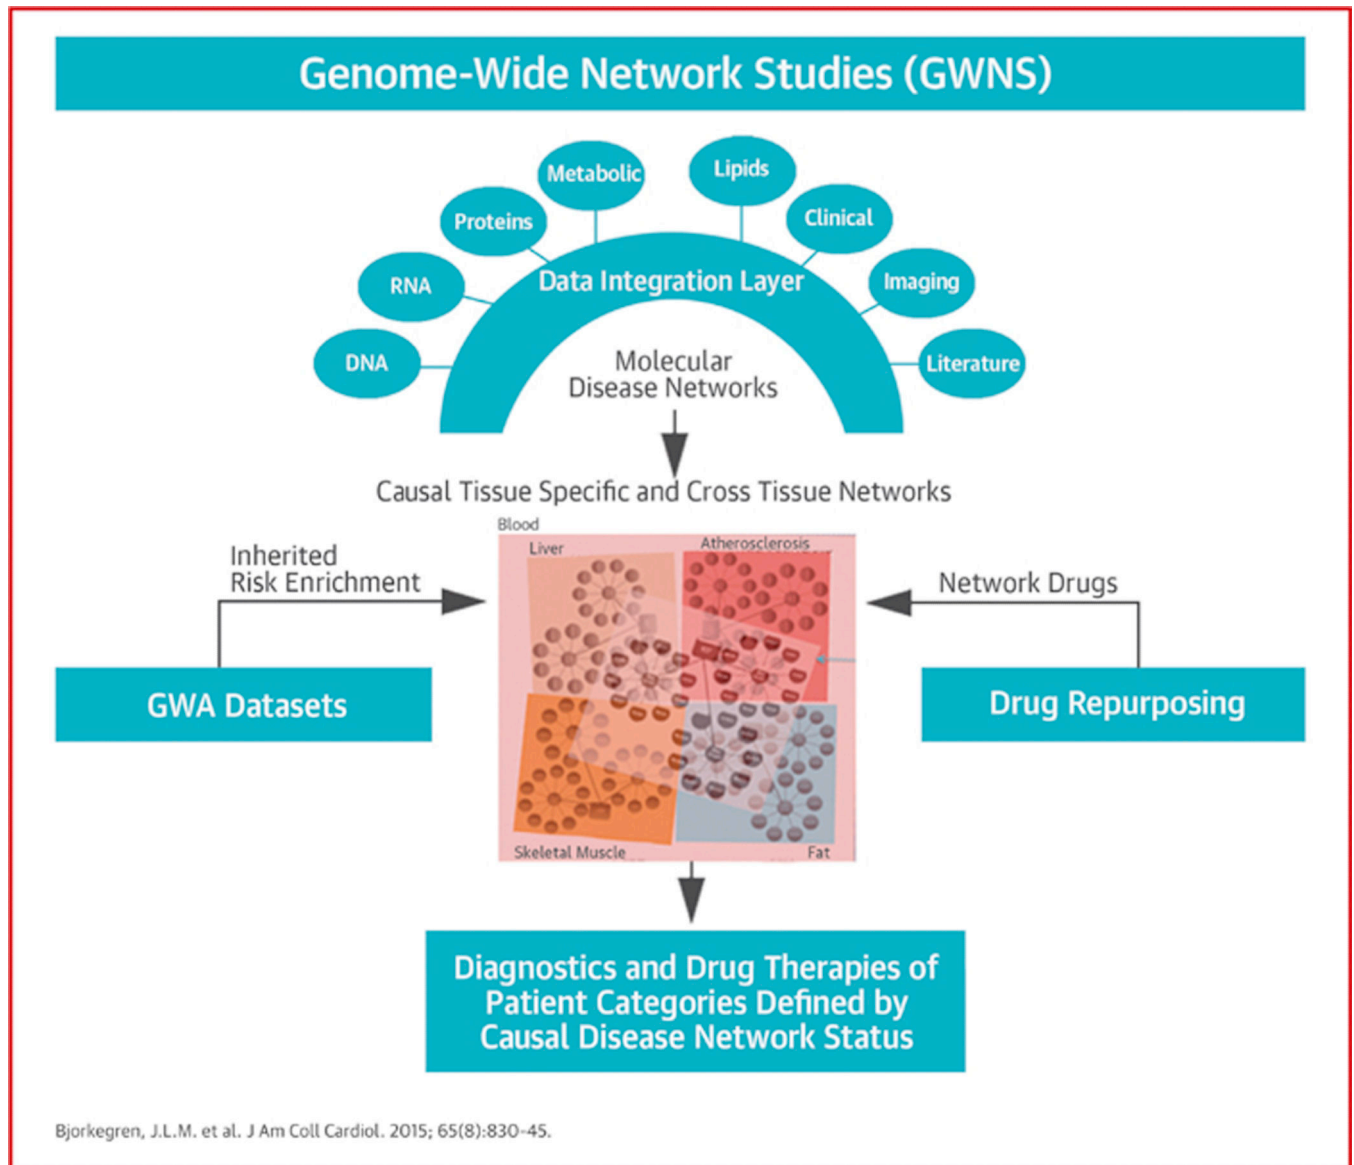 Genome-Wide Network Studies (GWNS)
Metabolic
Lipids
Proteins
Clinical
RNA
Data Integration Layer
Imaging
DNA
Molecular
Disease Networks
Literature
Causal Tissue Specific and Cross Tissue Networks
Blood
Liver
Atherosclerosis
Inherited
Risk Enrichment
Network Drugs
GWA Datasets
Drug Repurposing
Skeletal Muscle
Fat
Diagnostics and Drug Therapies of
Patient Categories Defined by
Causal Disease Network Status
Bjorkegren, J.L.M. et al. J Am Coll Cardiol. 2015; 65(8):830-45.